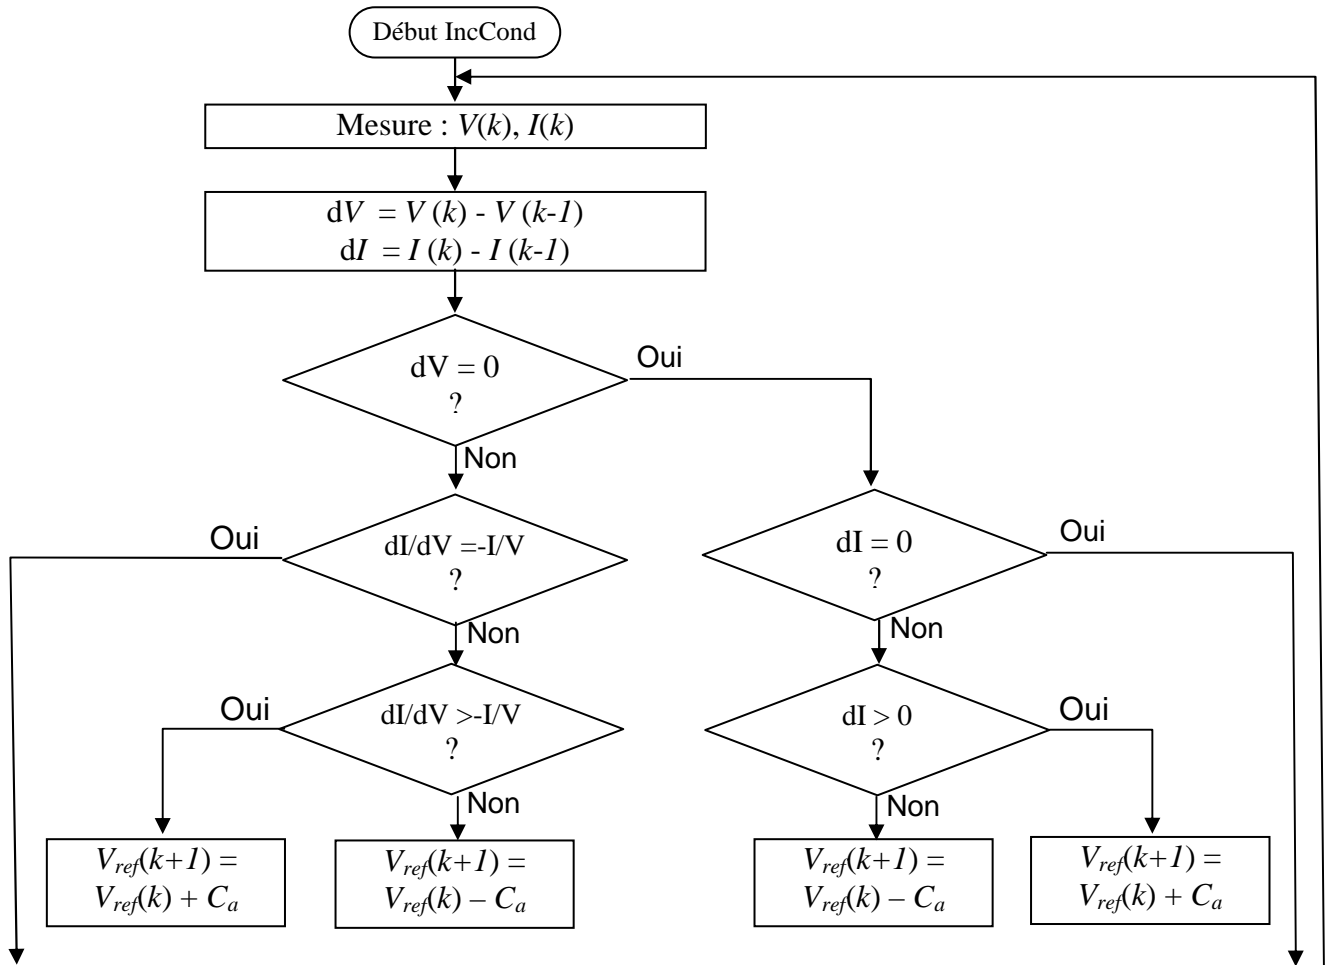 Début IncCond
Mesure : V(k), I(k)
dV = V (k) - V (k-1)
dI = I (k) - I (k-1)
dV = 0
?
Oui
Non
dI/dV =-I/V
?
Oui
Non
dI = 0
?
Oui
Non
dI/dV >-I/V
?
Oui
Non
dI > 0
?
Oui
Non
Vref(k+1) =
Vref(k) + Ca
Vref(k+1) =
Vref(k) – Ca
Vref(k+1) =
Vref(k) – Ca
Vref(k+1) =
Vref(k) + Ca